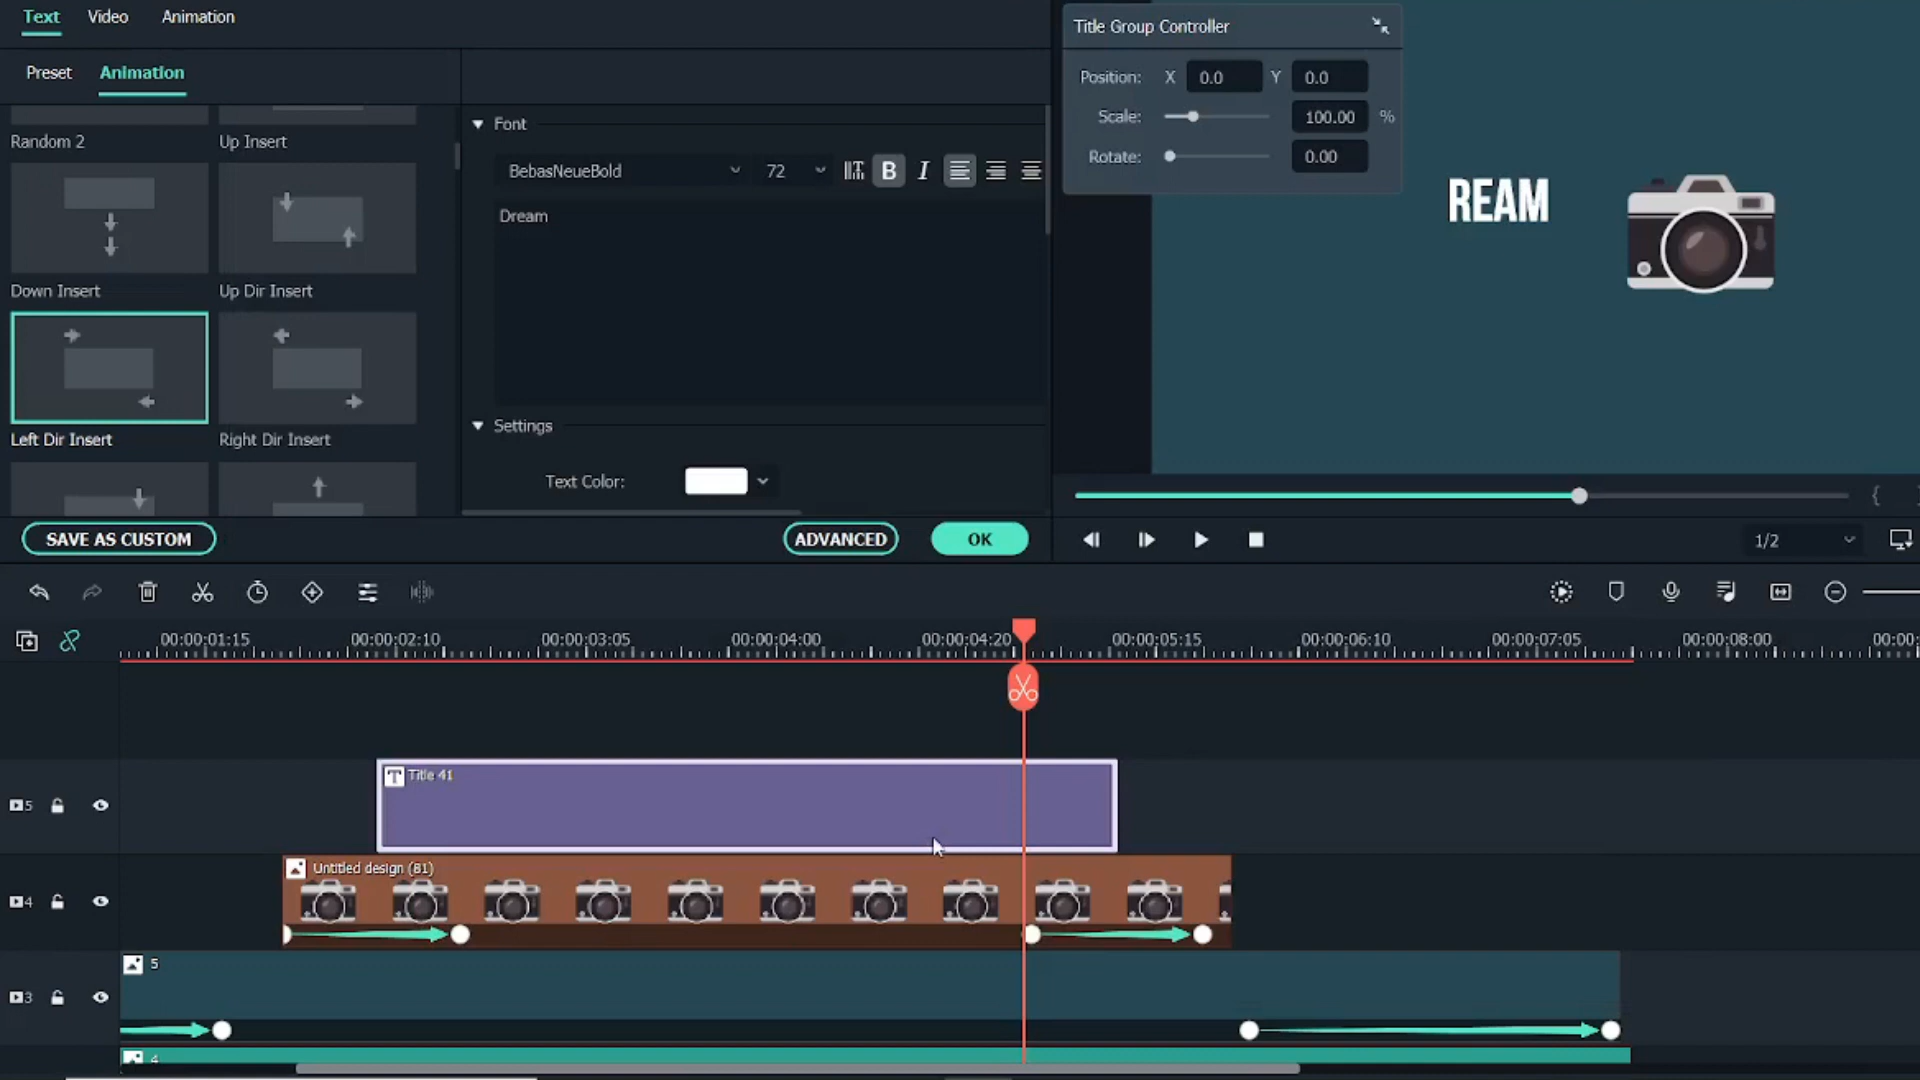 Text Video Animation
Title Group Controller
Preset Animation
Position: X 0.0 Y 0.0
Scale: 100.00 %
Rotate: 0.00
Random 2 Up Insert
Font
BebasNeueBold 72 B I
Dream
REAM
Down Insert Up Dir Insert
Left Dir Insert Right Dir Insert
Settings
Text Color:
SAVE AS CUSTOM ADVANCED OK
1/2
00:00:01:15 00:00:02:10 00:00:03:05 00:00:04:00 00:00:04:20 00:00:05:15 00:00:06:10 00:00:07:05 00:00:08:00 00:00:
T Title 41
5
Untitled design (81)
4
5
3
4